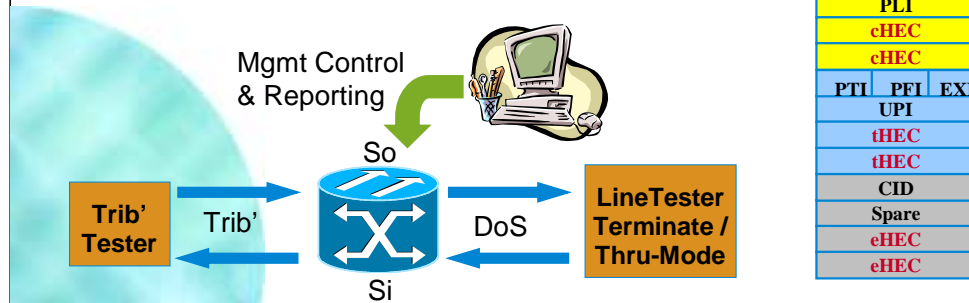 Mgmt Control
& Reporting
So
Trib'
Tester
Trib'
DoS
LineTester
Terminate /
Thru-Mode
Si
PLI
cHEC
cHEC
PTI PFI
UPI
tHEC
tHEC
CID
Spare
eHEC
eHEC